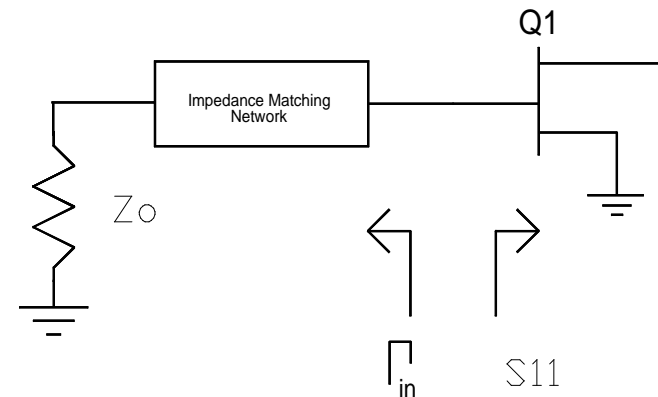 Q1
Impedance Matching
Network
Zo
Γin
S11